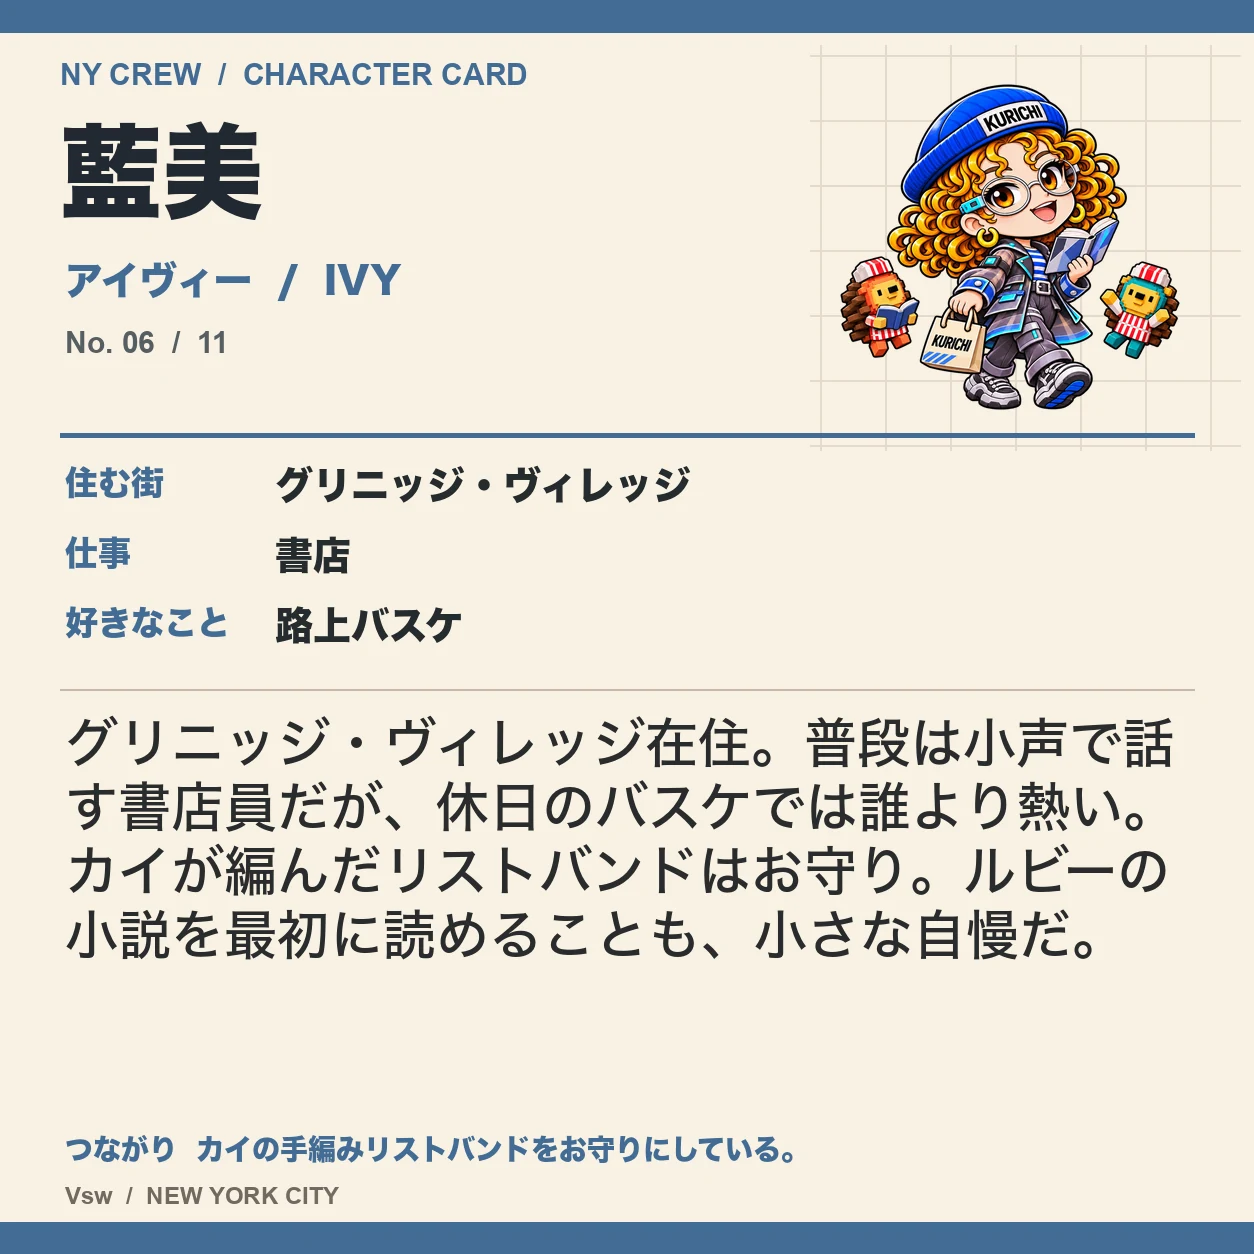 NY CREW / CHARACTER CARD
藍美
アイヴィー / IVY
No. 06 / 11
KURICHI
KURICHI
住む街 グリニッジ・ヴィレッジ
仕事 書店
好きなこと 路上バスケ
グリニッジ・ヴィレッジ在住。普段は小声で話
す書店員だが、休日のバスケでは誰より熱い。
カイが編んだリストバンドはお守り。ルビーの
小説を最初に読めることも、小さな自慢だ。
つながり カイの手編みリストバンドをお守りにしている。
Vsw / NEW YORK CITY